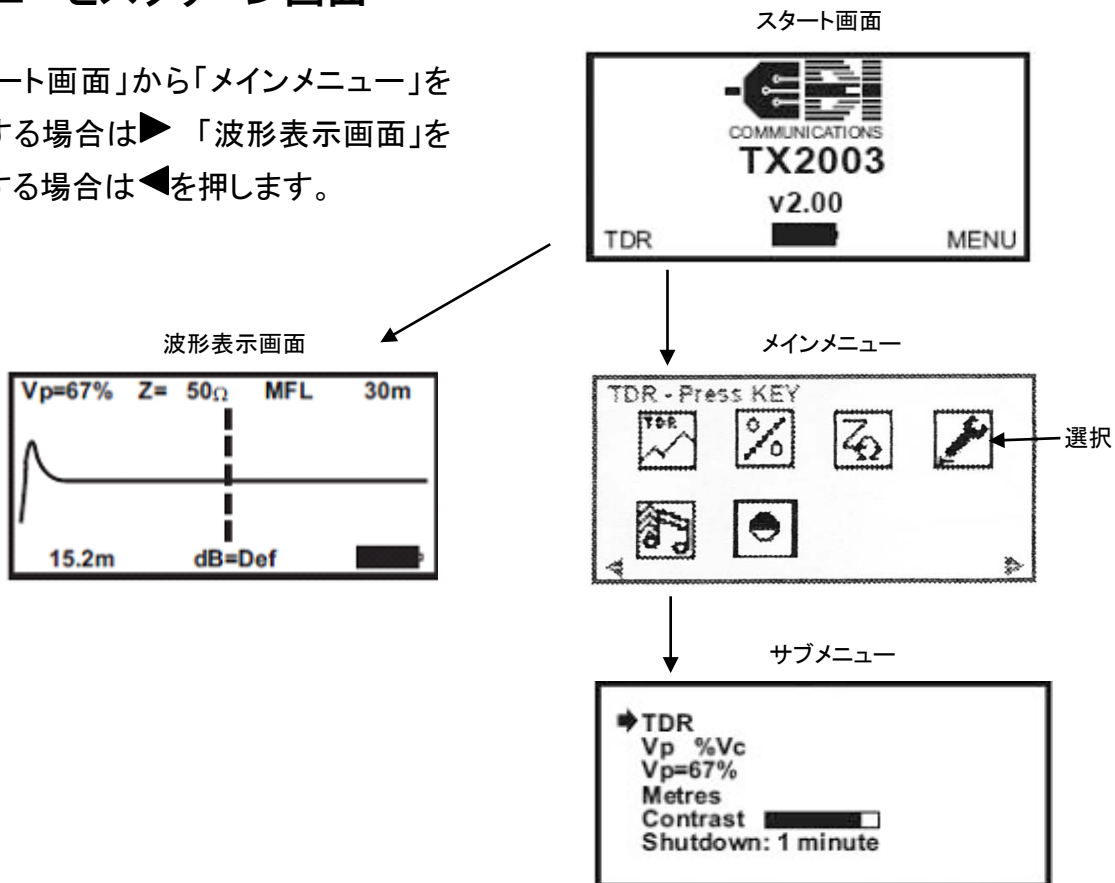 スクリーン画面
スタート画面
ート画面」から「メインメニュー」を
する場合は▶ 「波形表示画面」を
する場合は◀を押します。
COMMUNICATIONS
TX2003
v2.00
TDR
MENU
波形表示画面
Vp=67% Z= 50Ω MFL 30m
15.2m dB=Def
メインメニュー
TDR - Press KEY
TDR
%
ZΩ
選択
サブメニュー
TDR
Vp %Vc
Vp=67%
Metres
Contrast
Shutdown: 1 minute